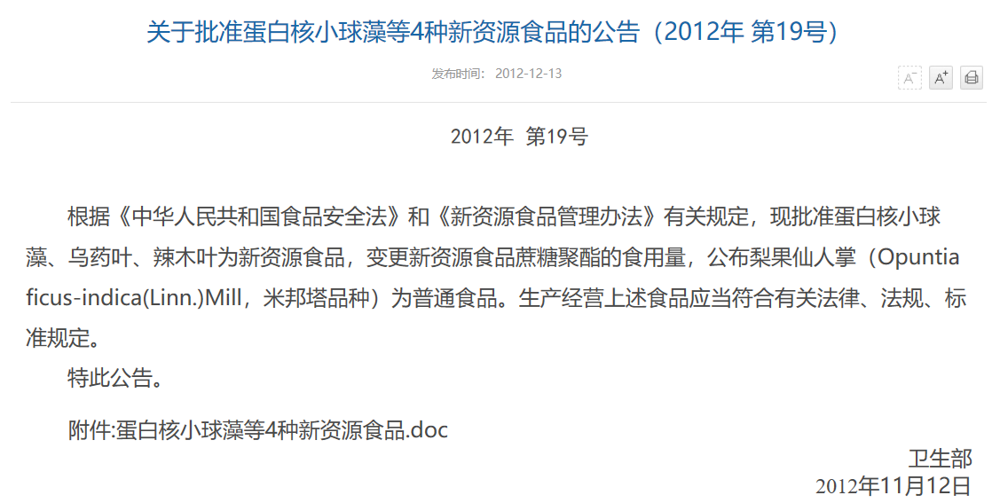 关于批准蛋白核小球藻等4种新资源食品的公告（2012年 第19号）
发布时间： 2012-12-13
A⁻ A⁺
2012年 第19号
根据《中华人民共和国食品安全法》和《新资源食品管理办法》有关规定，现批准蛋白核小球
藻、乌药叶、辣木叶为新资源食品，变更新资源食品蔗糖聚酯的食用量，公布梨果仙人掌（Opuntia
ficus-indica(Linn.)Mill，米邦塔品种）为普通食品。生产经营上述食品应当符合有关法律、法规、标
准规定。
特此公告。
附件:蛋白核小球藻等4种新资源食品.doc
卫生部
2012年11月12日